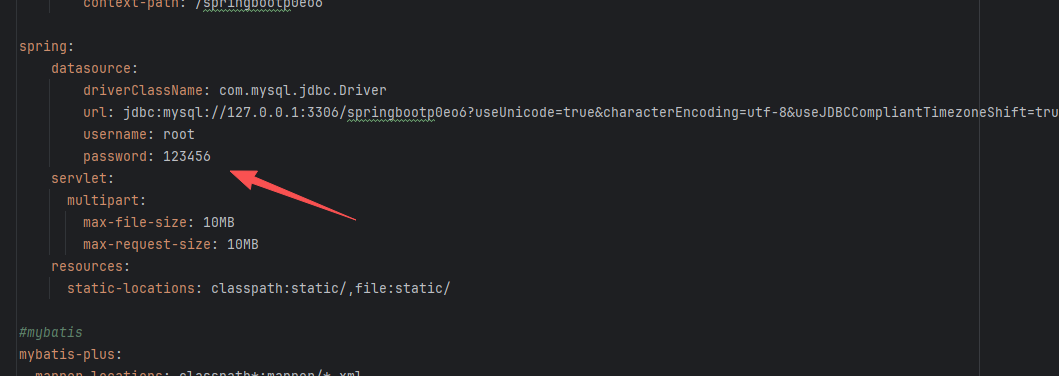 context-path: /springbootp0eo6
spring:
datasource:
driverClassName: com.mysql.jdbc.Driver
url: jdbc:mysql://127.0.0.1:3306/springbootp0eo6?useUnicode=true&characterEncoding=utf-8&useJDBCCompliantTimezoneShift=tru
username: root
password: 123456
servlet:
multipart:
max-file-size: 10MB
max-request-size: 10MB
resources:
static-locations: classpath:static/,file:static/
#mybatis
mybatis-plus:
mapper-locations: classpath*:mapper/*.xml